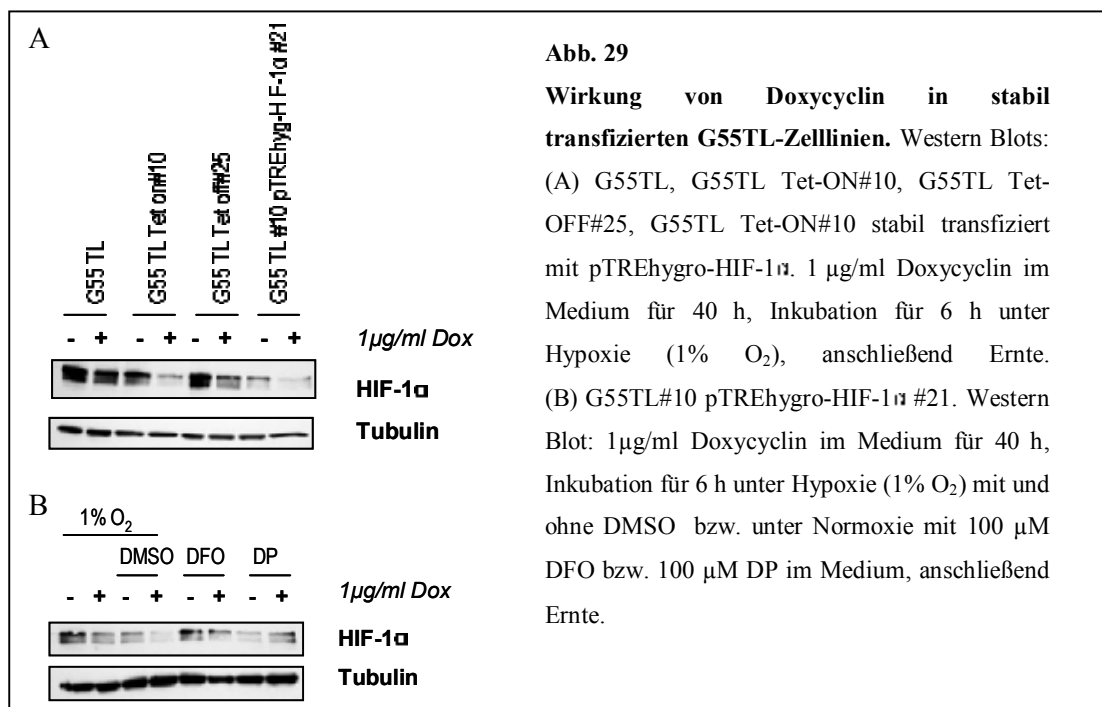 A
G55 TL
G55 TL Tet on#10
G55 TL Tet off#25
G55 TL #10 pTREhyg-H F-1α #21
- + - + - + - + 1µg/ml Dox
HIF-1α
Tubulin
B
1% O₂
DMSO DFO DP
- + - + - + - + 1µg/ml Dox
HIF-1α
Tubulin
Abb. 29
Wirkung von Doxycyclin in stabil
transfizierten G55TL-Zelllinien. Western Blots:
(A) G55TL, G55TL Tet-ON#10, G55TL Tet-
OFF#25, G55TL Tet-ON#10 stabil transfiziert
mit pTREhygro-HIF-1α. 1 µg/ml Doxycyclin im
Medium für 40 h, Inkubation für 6 h unter
Hypoxie (1% O₂), anschließend Ernte.
(B) G55TL#10 pTREhygro-HIF-1α #21. Western
Blot: 1µg/ml Doxycyclin im Medium für 40 h,
Inkubation für 6 h unter Hypoxie (1% O₂) mit und
ohne DMSO bzw. unter Normoxie mit 100 µM
DFO bzw. 100 µM DP im Medium, anschließend
Ernte.